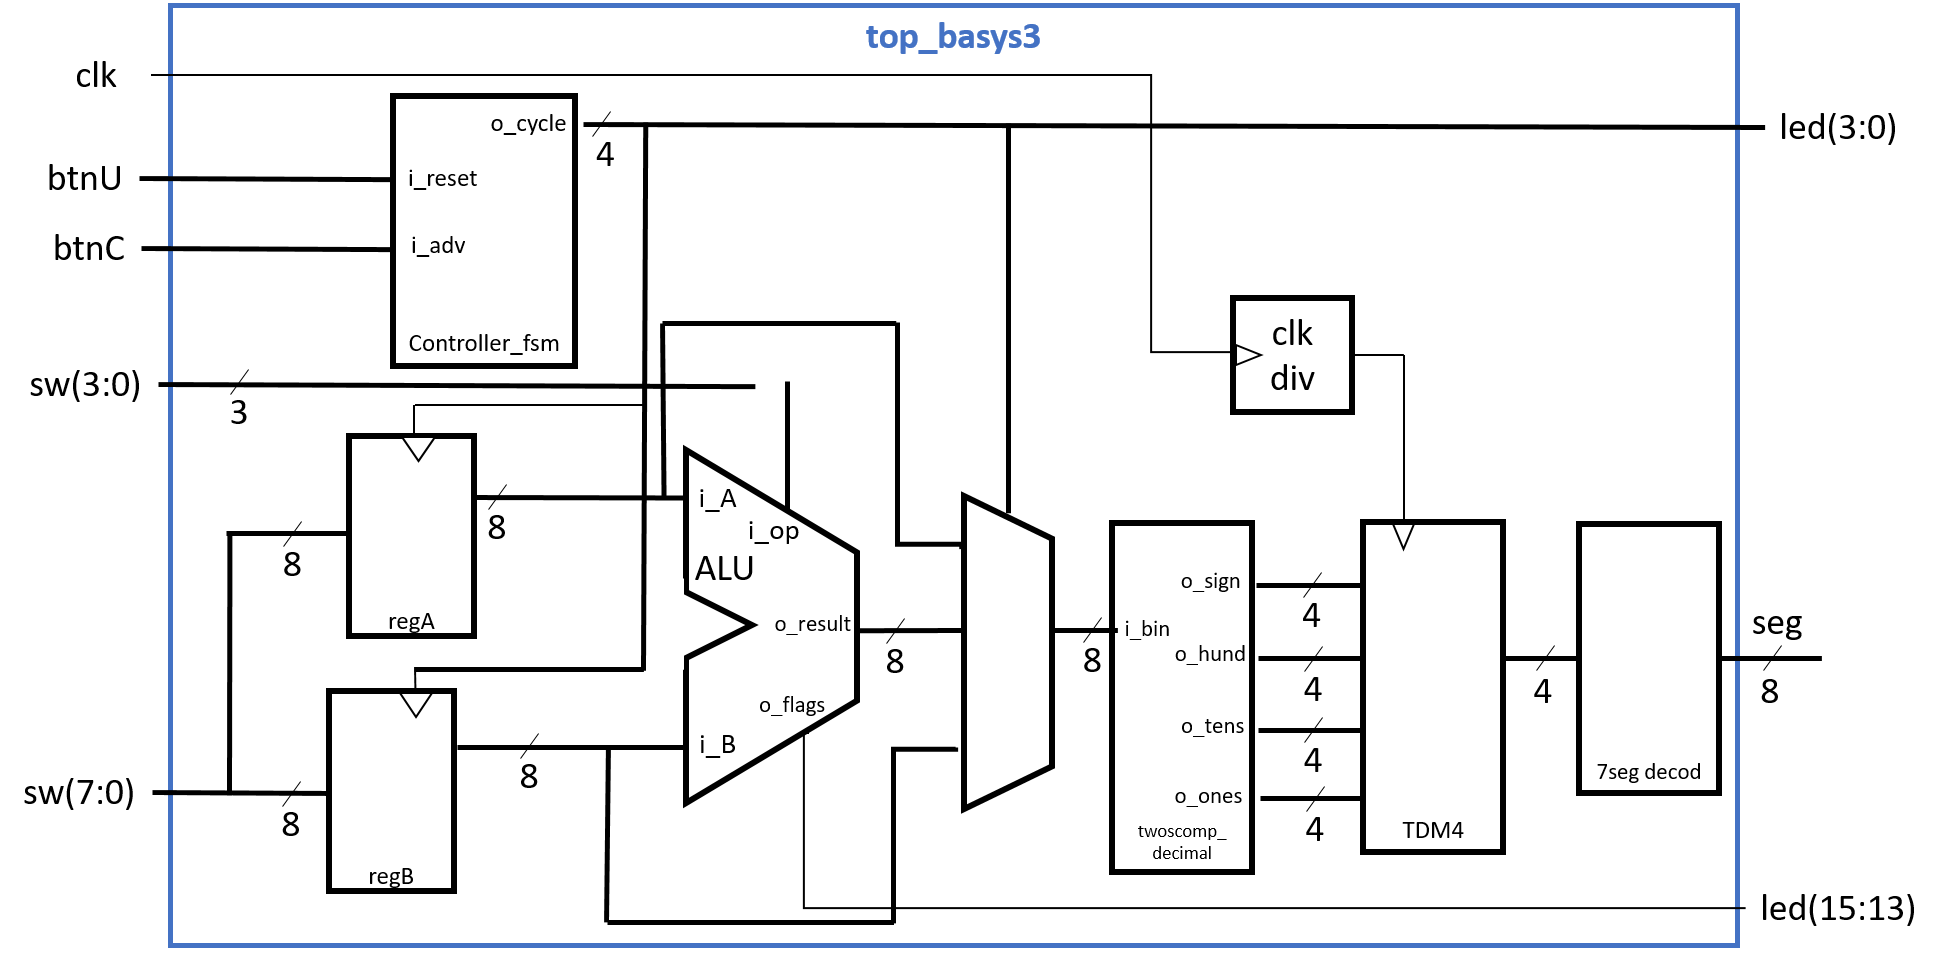 top_basys3
clk
o_cycle
4
led(3:0)
btnU
i_reset
btnC
i_adv
Controller_fsm
clk
div
sw(3:0)
3
i_A
8
i_op
8
ALU
regA
o_result
8
i_bin
8
o_sign
4
o_hund
4
o_tens
4
o_ones
4
twoscomp_
decimal
TDM4
4
7seg decod
seg
8
o_flags
i_B
8
sw(7:0)
8
regB
led(15:13)